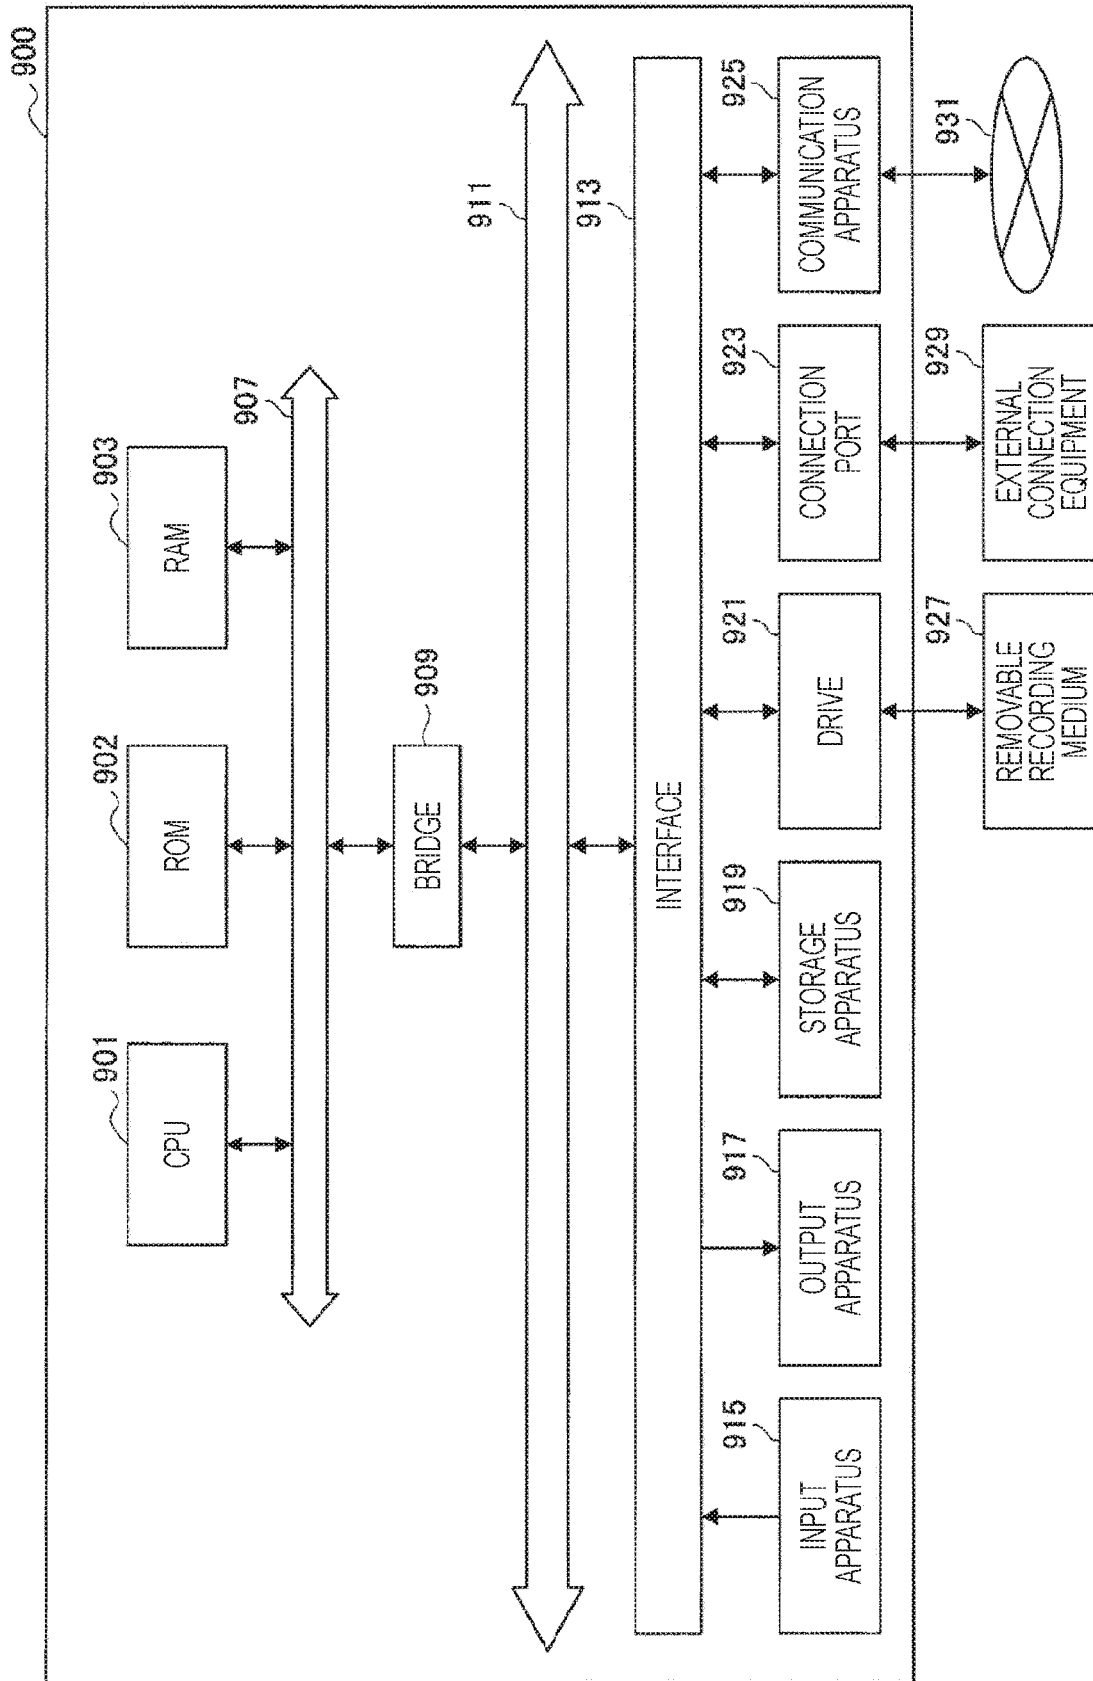 900
901
CPU
902
ROM
903
RAM
907
909
BRIDGE
911
913
INTERFACE
915
INPUT
APPARATUS
917
OUTPUT
APPARATUS
919
STORAGE
APPARATUS
921
DRIVE
923
CONNECTION
PORT
925
COMMUNICATION
APPARATUS
927
REMOVABLE
RECORDING
MEDIUM
929
EXTERNAL
CONNECTION
EQUIPMENT
931